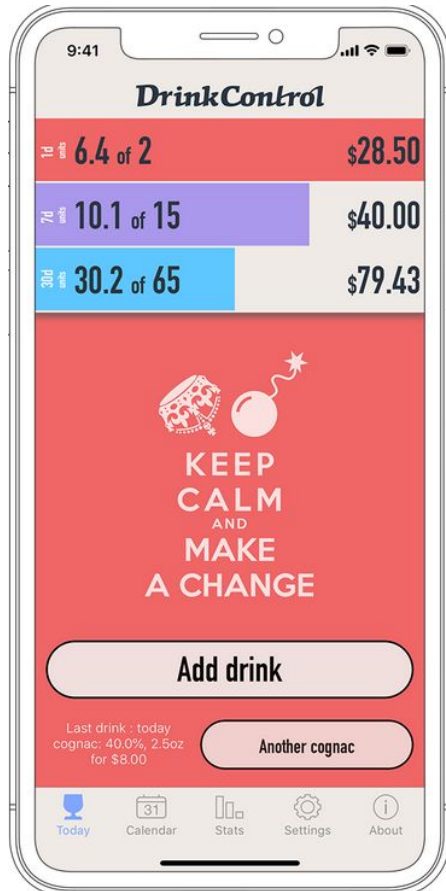 9:41
DrinkControl
1d units 6.4 of 2 $28.50
7d units 10.1 of 15 $40.00
30d units 30.2 of 65 $79.43
KEEP
CALM
AND
MAKE
A CHANGE
Add drink
Last drink : today
cognac: 40.0%, 2.5oz
for $8.00
Another cognac
31
Today Calendar Stats Settings About